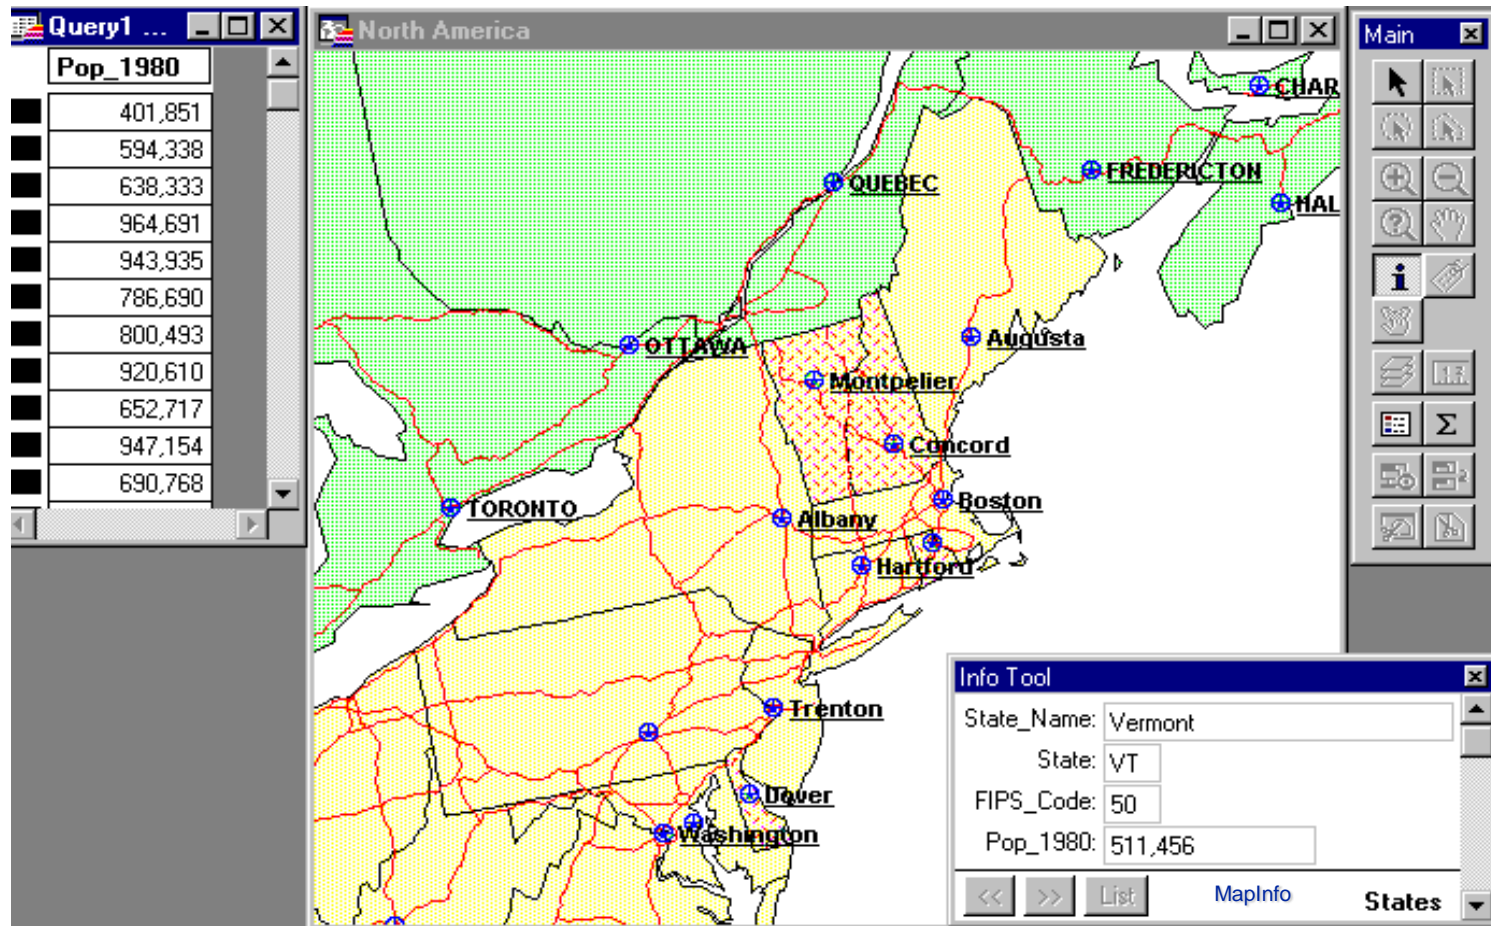 Query1 ...
Pop_1980
401,851
594,338
638,333
964,691
943,935
786,690
800,493
920,610
652,717
947,154
690,768
North America
CHAR
QUEBEC
FREDERICTON
HAL
OTTAWA
Augusta
Montpelier
Concord
TORONTO
Boston
Albany
Hartford
Trenton
Dover
Washington
Main
Info Tool
State_Name: Vermont
State: VT
FIPS_Code: 50
Pop_1980: 511,456
<< >> List MapInfo States